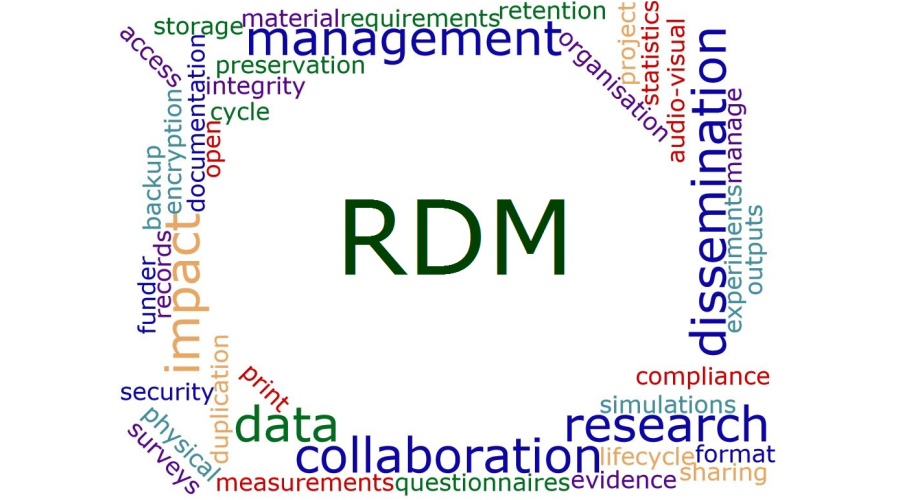 retention
material
requirements
storage
management
access
preservation
integrity
cycle
documentation
encryption
open
backup
organisation
project
statistics
audio-visual
dissemination
manage
experiments
outputs
RDM
impact
records
funder
duplication
print
security
physical
surveys
data
collaboration
measurements
questionnaires
compliance
simulations
research
lifecycle
format
evidence
sharing